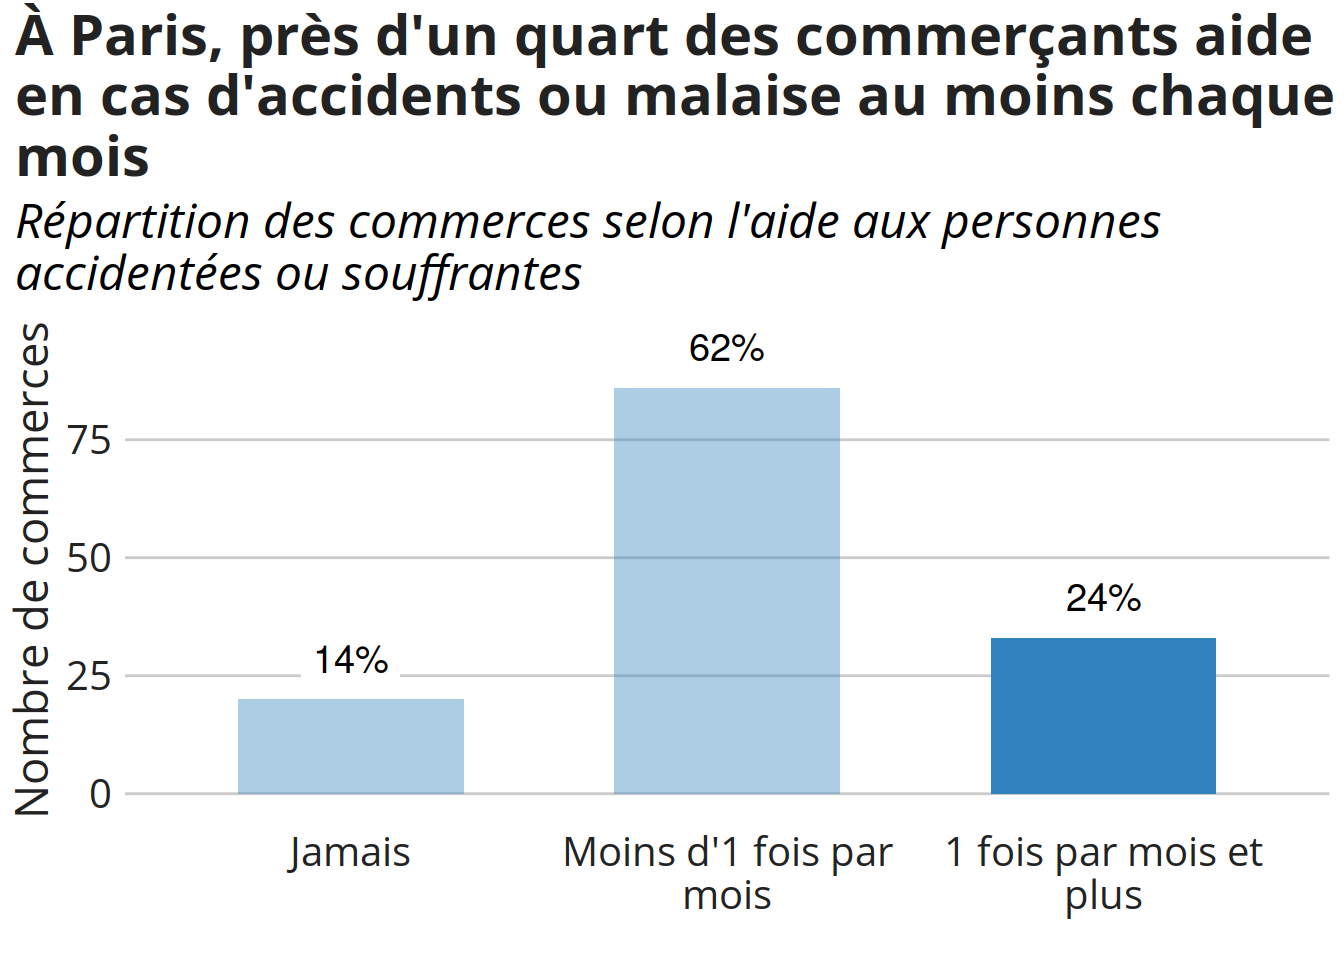 À Paris, près d'un quart des commerçants aide
en cas d'accidents ou malaise au moins chaque
mois
Répartition des commerces selon l'aide aux personnes
accidentées ou souffrantes
Nombre de commerces
75
50
25
0
62%
24%
14%
Jamais
Moins d'1 fois par
mois
1 fois par mois et
plus